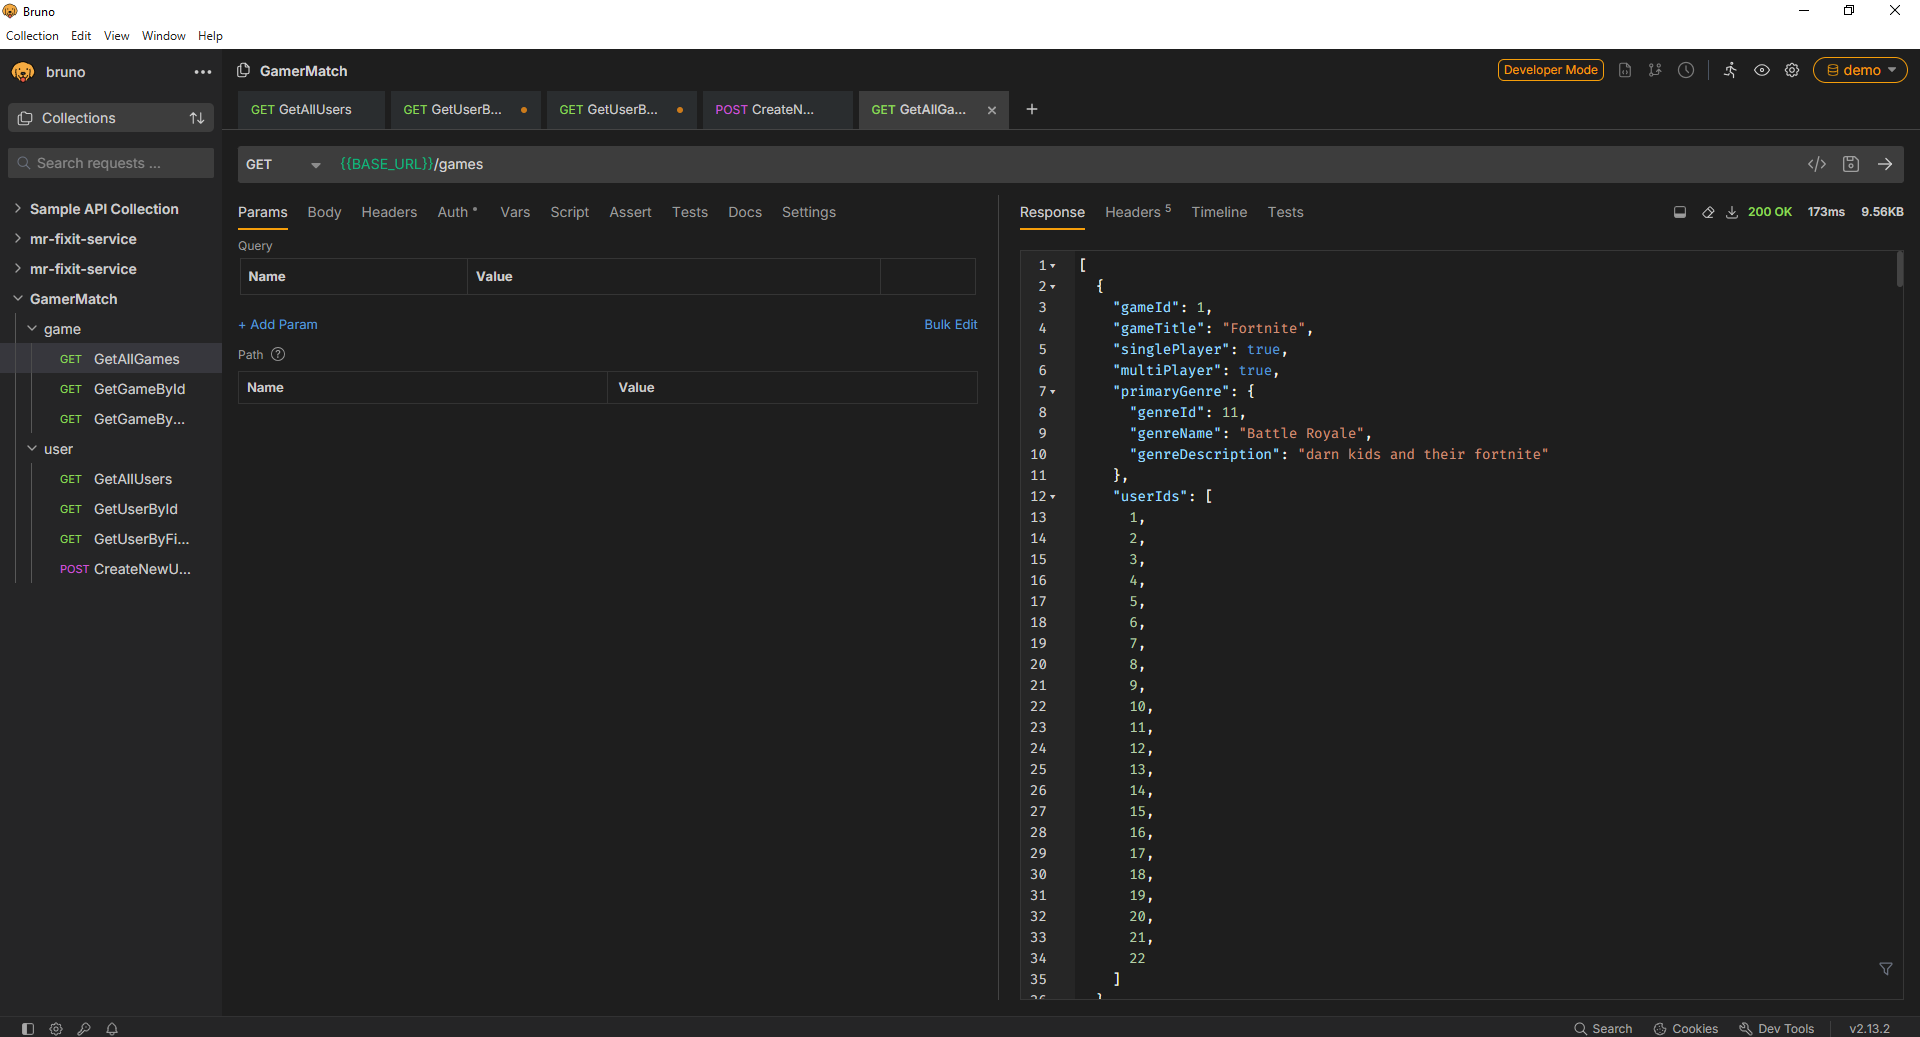 Bruno
Collection Edit View Window Help
bruno
GamerMatch
Developer Mode
demo
Collections
GET GetAllUsers
GET GetUserB...
GET GetUserB...
POST CreateN...
GET GetAllGa...
Search requests ...
GET {{BASE_URL}}/games
Sample API Collection
mr-fixit-service
mr-fixit-service
GamerMatch
game
GET GetAllGames
GET GetGameById
GET GetGameBy...
user
GET GetAllUsers
GET GetUserById
GET GetUserByFi...
POST CreateNewU...
Params Body Headers Auth Vars Script Assert Tests Docs Settings
Query
Name Value
+ Add Param Bulk Edit
Path ?
Name Value
Response Headers 5 Timeline Tests 200 OK 173ms 9.56KB
1 [
2 {
3 "gameId": 1,
4 "gameTitle": "Fortnite",
5 "singlePlayer": true,
6 "multiPlayer": true,
7 "primaryGenre": {
8 "genreId": 11,
9 "genreName": "Battle Royale",
10 "genreDescription": "darn kids and their fortnite"
11 },
12 "userIds": [
13 1,
14 2,
15 3,
16 4,
17 5,
18 6,
19 7,
20 8,
21 9,
22 10,
23 11,
24 12,
25 13,
26 14,
27 15,
28 16,
29 17,
30 18,
31 19,
32 20,
33 21,
34 22
35 ]
Search Cookies Dev Tools v2.13.2